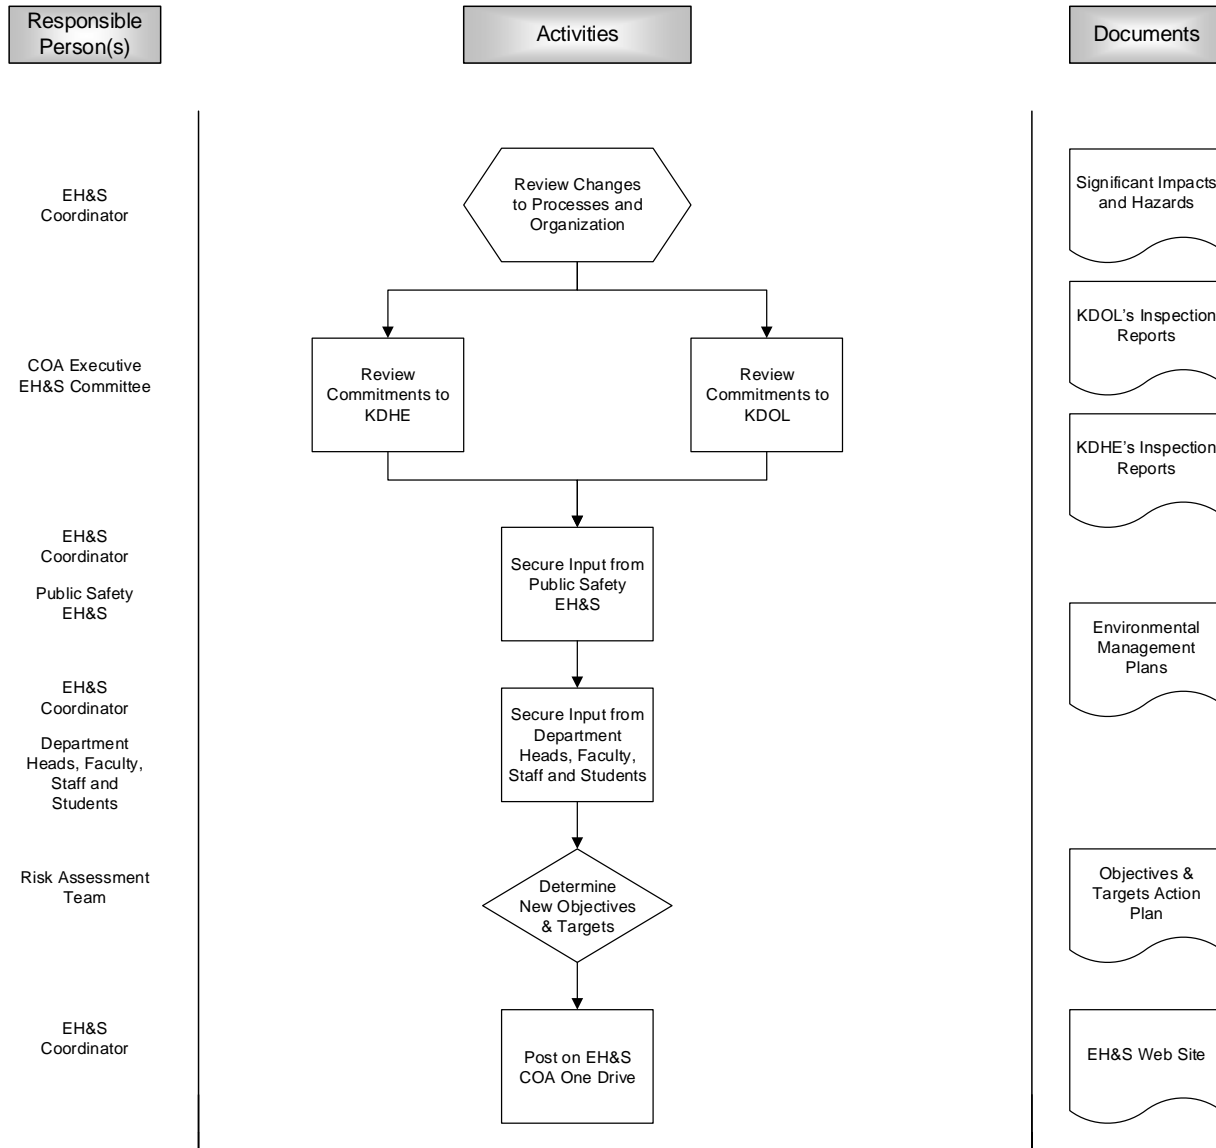 Responsible
Person(s)
Activities
Documents
EH&S
Coordinator
Review Changes
to Processes and
Organization
Significant Impacts
and Hazards
COA Executive
EH&S Committee
Review
Commitments to
KDHE
Review
Commitments to
KDOL
KDOL's Inspection
Reports
KDHE's Inspection
Reports
EH&S
Coordinator
Public Safety
EH&S
Secure Input from
Public Safety
EH&S
Environmental
Management
Plans
EH&S
Coordinator
Department
Heads, Faculty,
Staff and
Students
Secure Input from
Department
Heads, Faculty,
Staff and Students
Risk Assessment
Team
Determine
New Objectives
& Targets
Objectives &
Targets Action
Plan
EH&S
Coordinator
Post on EH&S
COA One Drive
EH&S Web Site